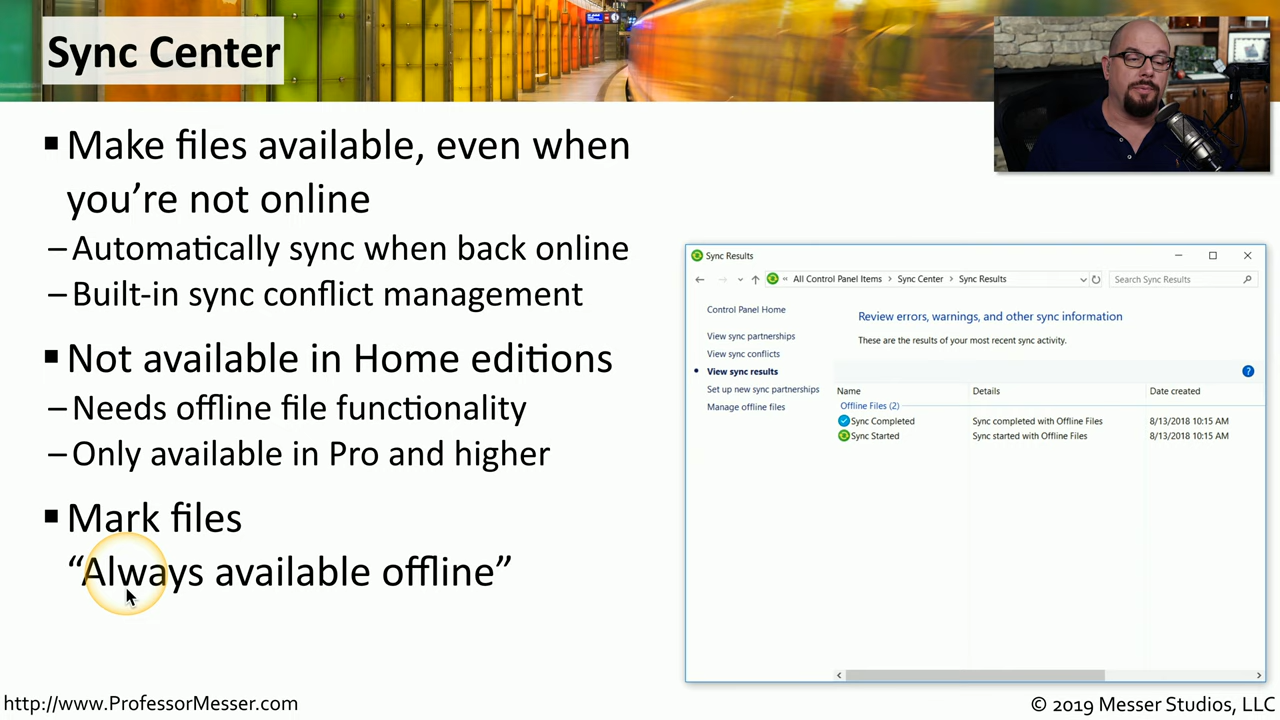 Sync Center
▪ Make files available, even when
you’re not online
– Automatically sync when back online
– Built-in sync conflict management
▪ Not available in Home editions
– Needs offline file functionality
– Only available in Pro and higher
▪ Mark files
“Always available offline”
Sync Results
« All Control Panel Items > Sync Center > Sync Results
Search Sync Results
Control Panel Home
View sync partnerships
View sync conflicts
• View sync results
Set up new sync partnerships
Manage offline files
Review errors, warnings, and other sync information
These are the results of your most recent sync activity.
?
Name Details Date created
Offline Files (2)
Sync Completed Sync completed with Offline Files 8/13/2018 10:15 AM
Sync Started Sync started with Offline Files 8/13/2018 10:15 AM
http://www.ProfessorMesser.com
© 2019 Messer Studios, LLC